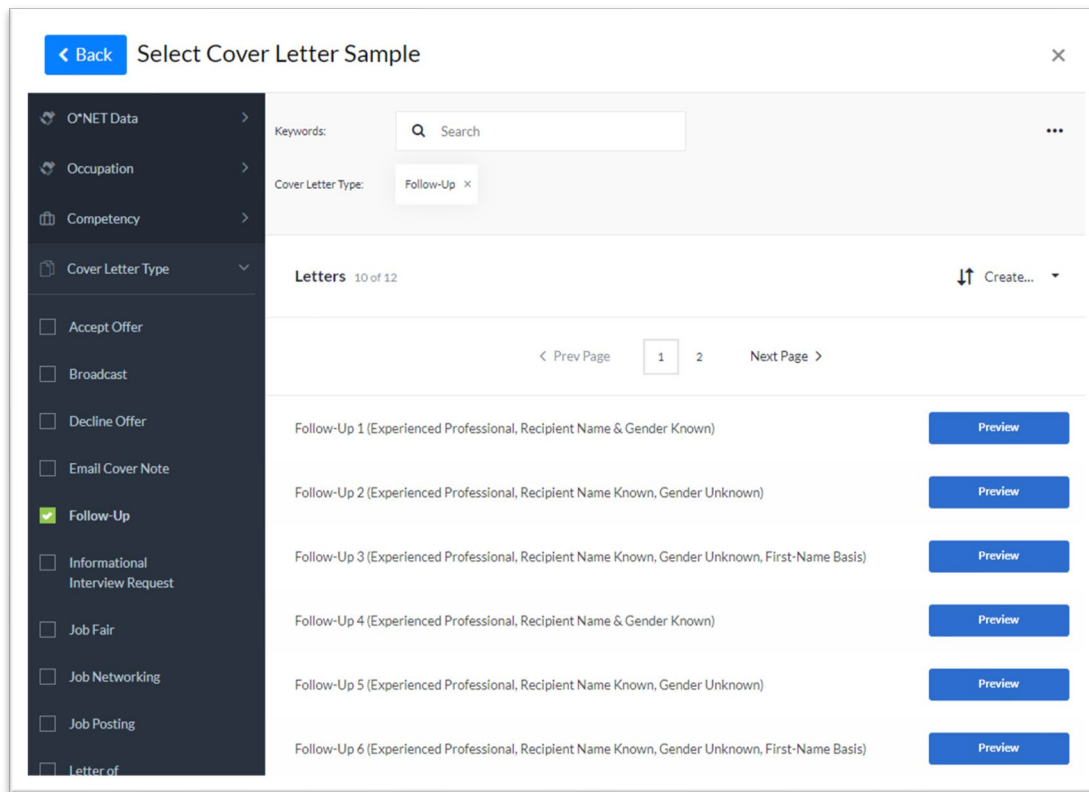 Back
Select Cover Letter Sample
O*NET Data
Occupation
Competency
Cover Letter Type
Accept Offer
Broadcast
Decline Offer
Email Cover Note
Follow-Up
Informational
Interview Request
Job Fair
Job Networking
Job Posting
Letter of
Keywords:
Search
Cover Letter Type:
Follow-Up ×
Letters 10 of 12
Create...
Prev Page 1 2 Next Page
Follow-Up 1 (Experienced Professional, Recipient Name & Gender Known)
Preview
Follow-Up 2 (Experienced Professional, Recipient Name Known, Gender Unknown)
Preview
Follow-Up 3 (Experienced Professional, Recipient Name Known, Gender Unknown, First-Name Basis)
Preview
Follow-Up 4 (Experienced Professional, Recipient Name & Gender Known)
Preview
Follow-Up 5 (Experienced Professional, Recipient Name Known, Gender Unknown)
Preview
Follow-Up 6 (Experienced Professional, Recipient Name Known, Gender Unknown, First-Name Basis)
Preview